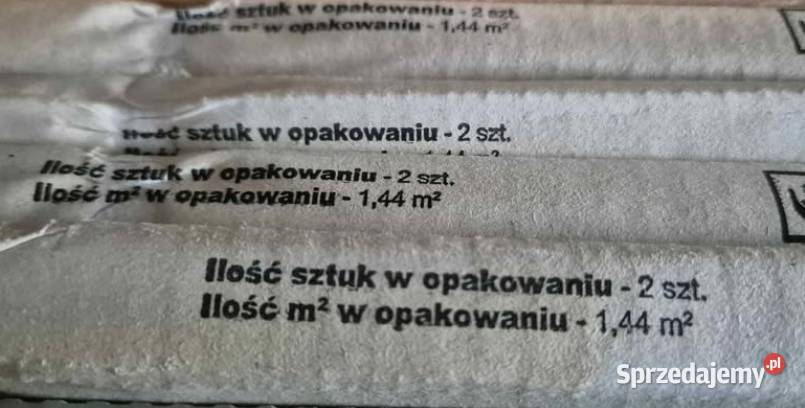 Ilość sztuk w opakowaniu - 2 szt.
Ilość m² w opakowaniu - 1,44 m²
Ilość sztuk w opakowaniu - 2 szt.
Ilość sztuk w opakowaniu - 2 szt.
Ilość m² w opakowaniu - 1,44 m²
Ilość sztuk w opakowaniu - 2 szt.
Ilość m² w opakowaniu - 1,44 m²
Sprzedajemy.pl